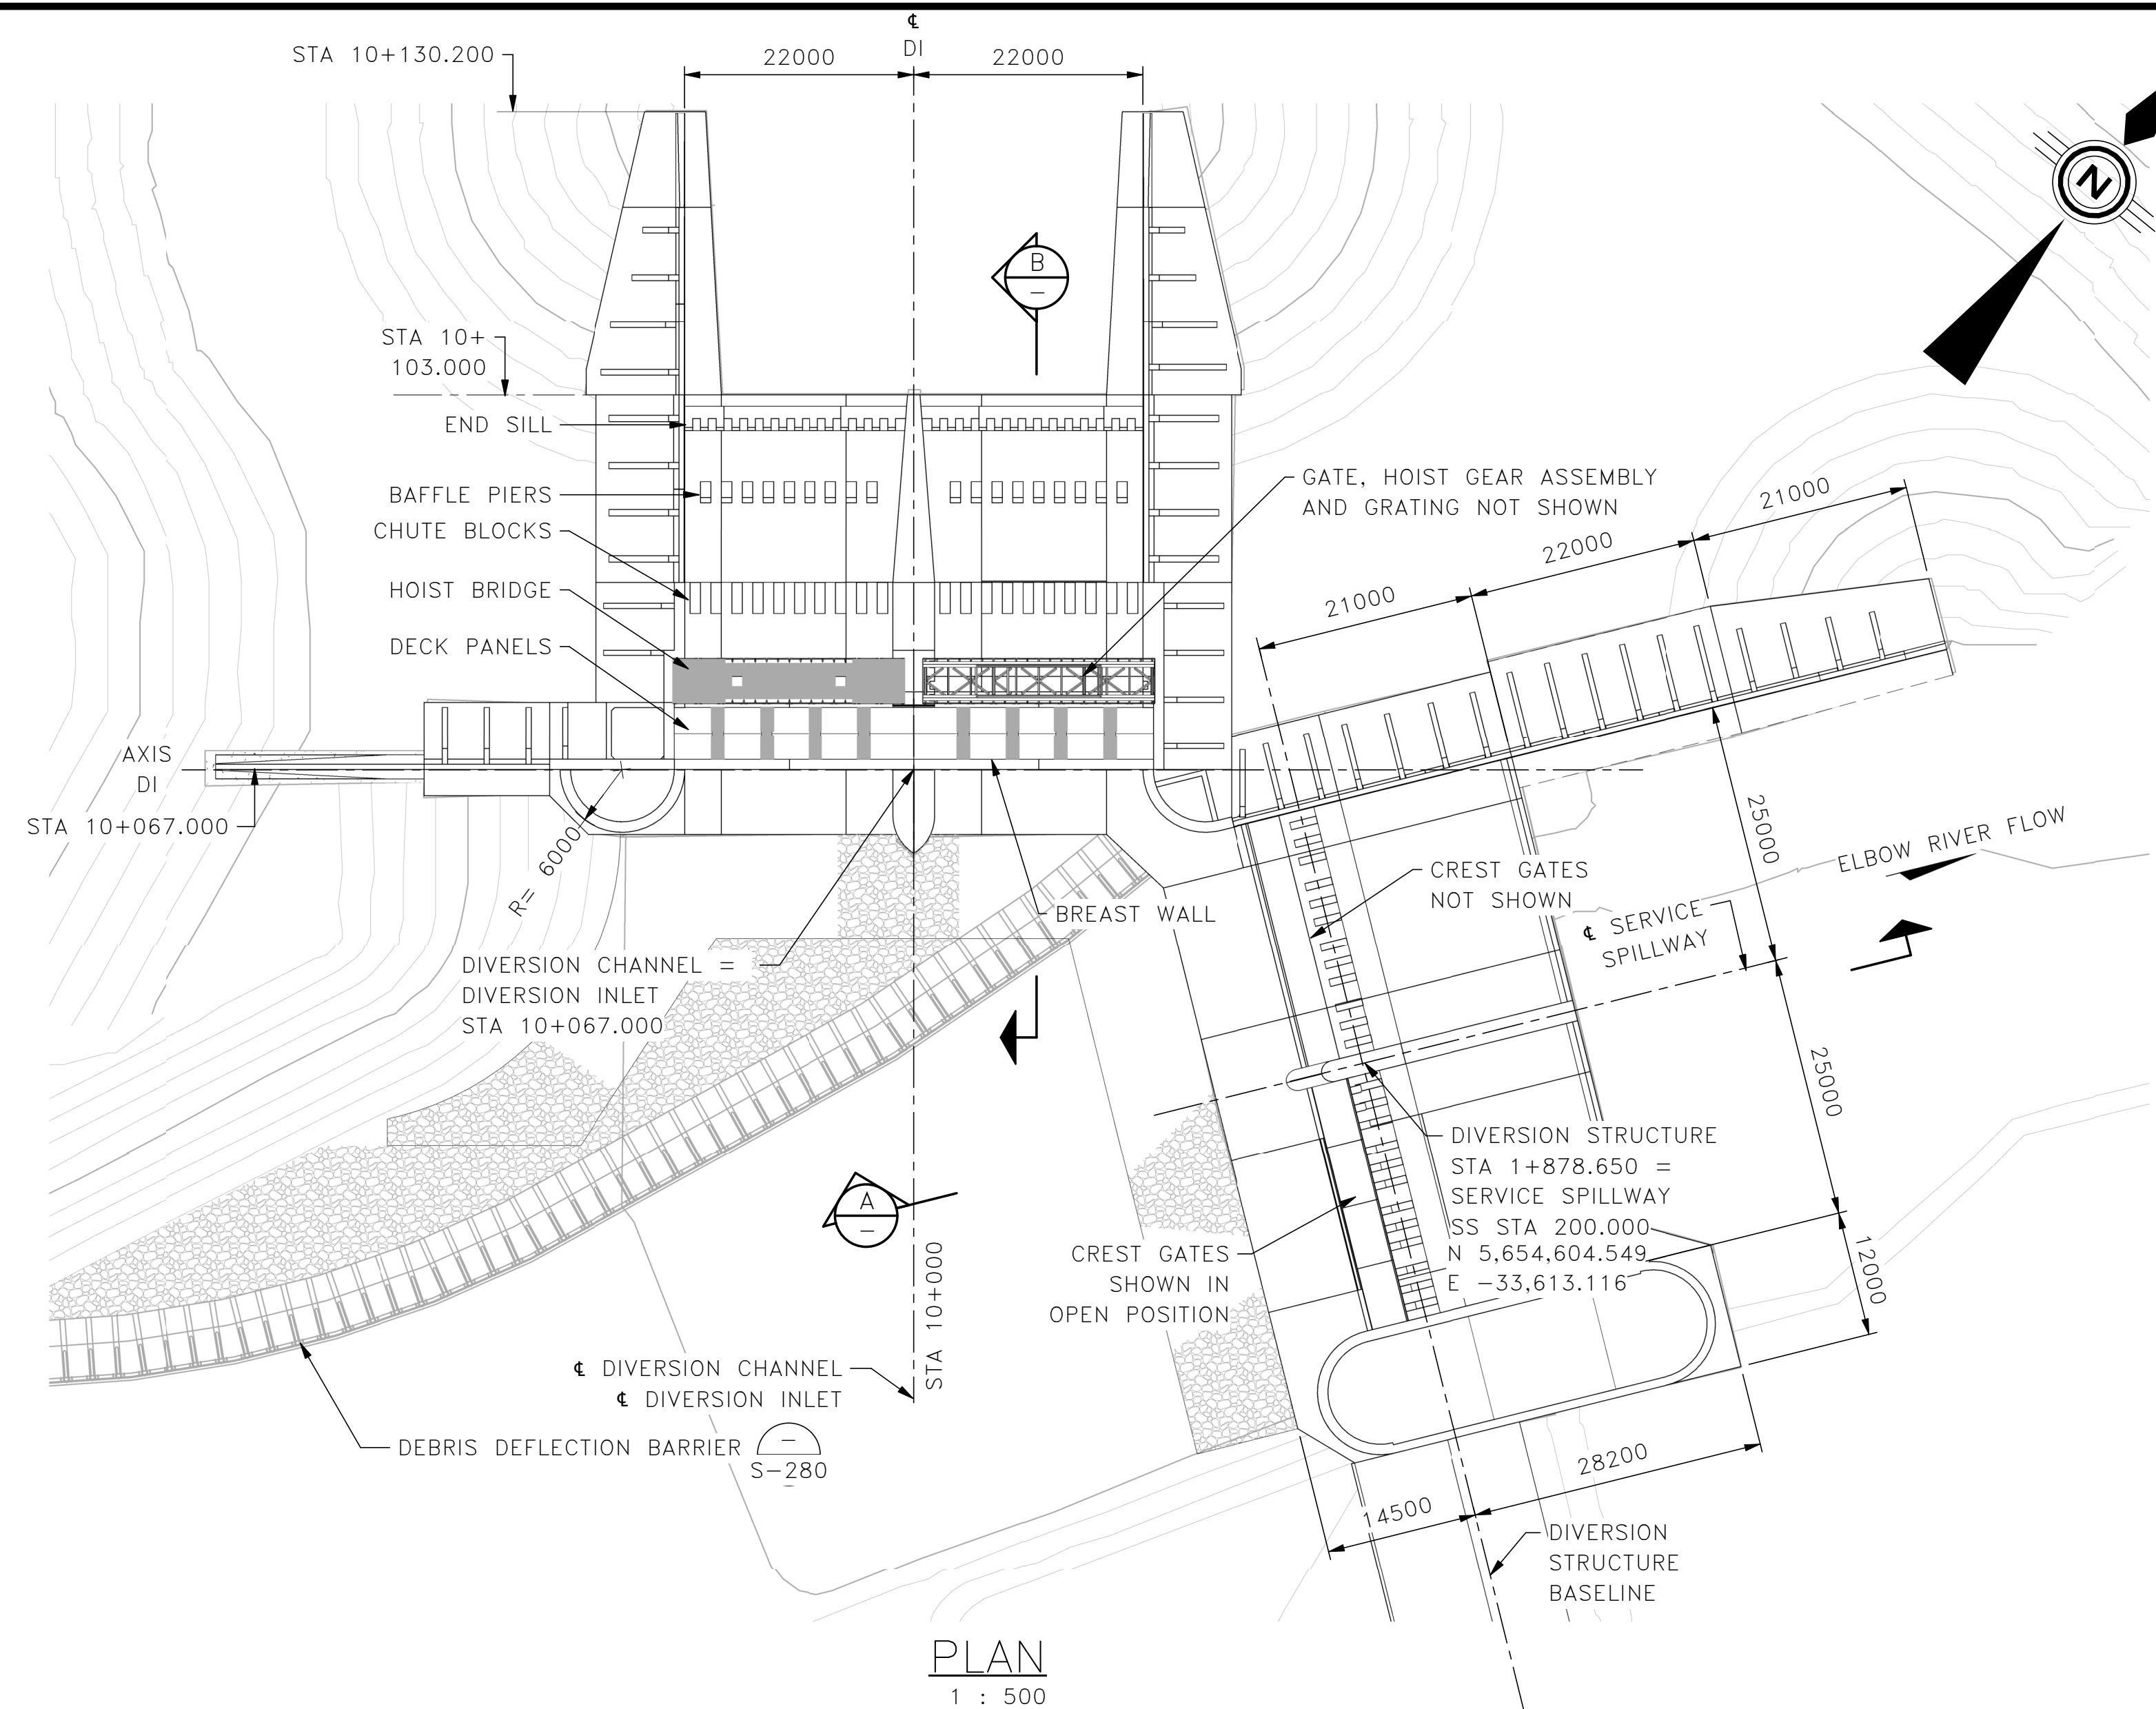 ℄
DI
STA 10+130.200
22000
22000
N
B
–
STA 10+
103.000
END SILL
BAFFLE PIERS
CHUTE BLOCKS
HOIST BRIDGE
DECK PANELS
GATE, HOIST GEAR ASSEMBLY
AND GRATING NOT SHOWN
21000
22000
21000
AXIS
DI
STA 10+067.000
R= 6000
25000
ELBOW RIVER FLOW
CREST GATES
NOT SHOWN
BREAST WALL
℄ SERVICE
SPILLWAY
DIVERSION CHANNEL =
DIVERSION INLET
STA 10+067.000
25000
DIVERSION STRUCTURE
STA 1+878.650 =
SERVICE SPILLWAY
SS STA 200.000
N 5,654,604.549
E –33,613.116
A
–
CREST GATES
SHOWN IN
OPEN POSITION
12000
STA 10+000
℄ DIVERSION CHANNEL
℄ DIVERSION INLET
DEBRIS DEFLECTION BARRIER
–
S–280
–
28200
14500
DIVERSION
STRUCTURE
BASELINE
PLAN
1 : 500